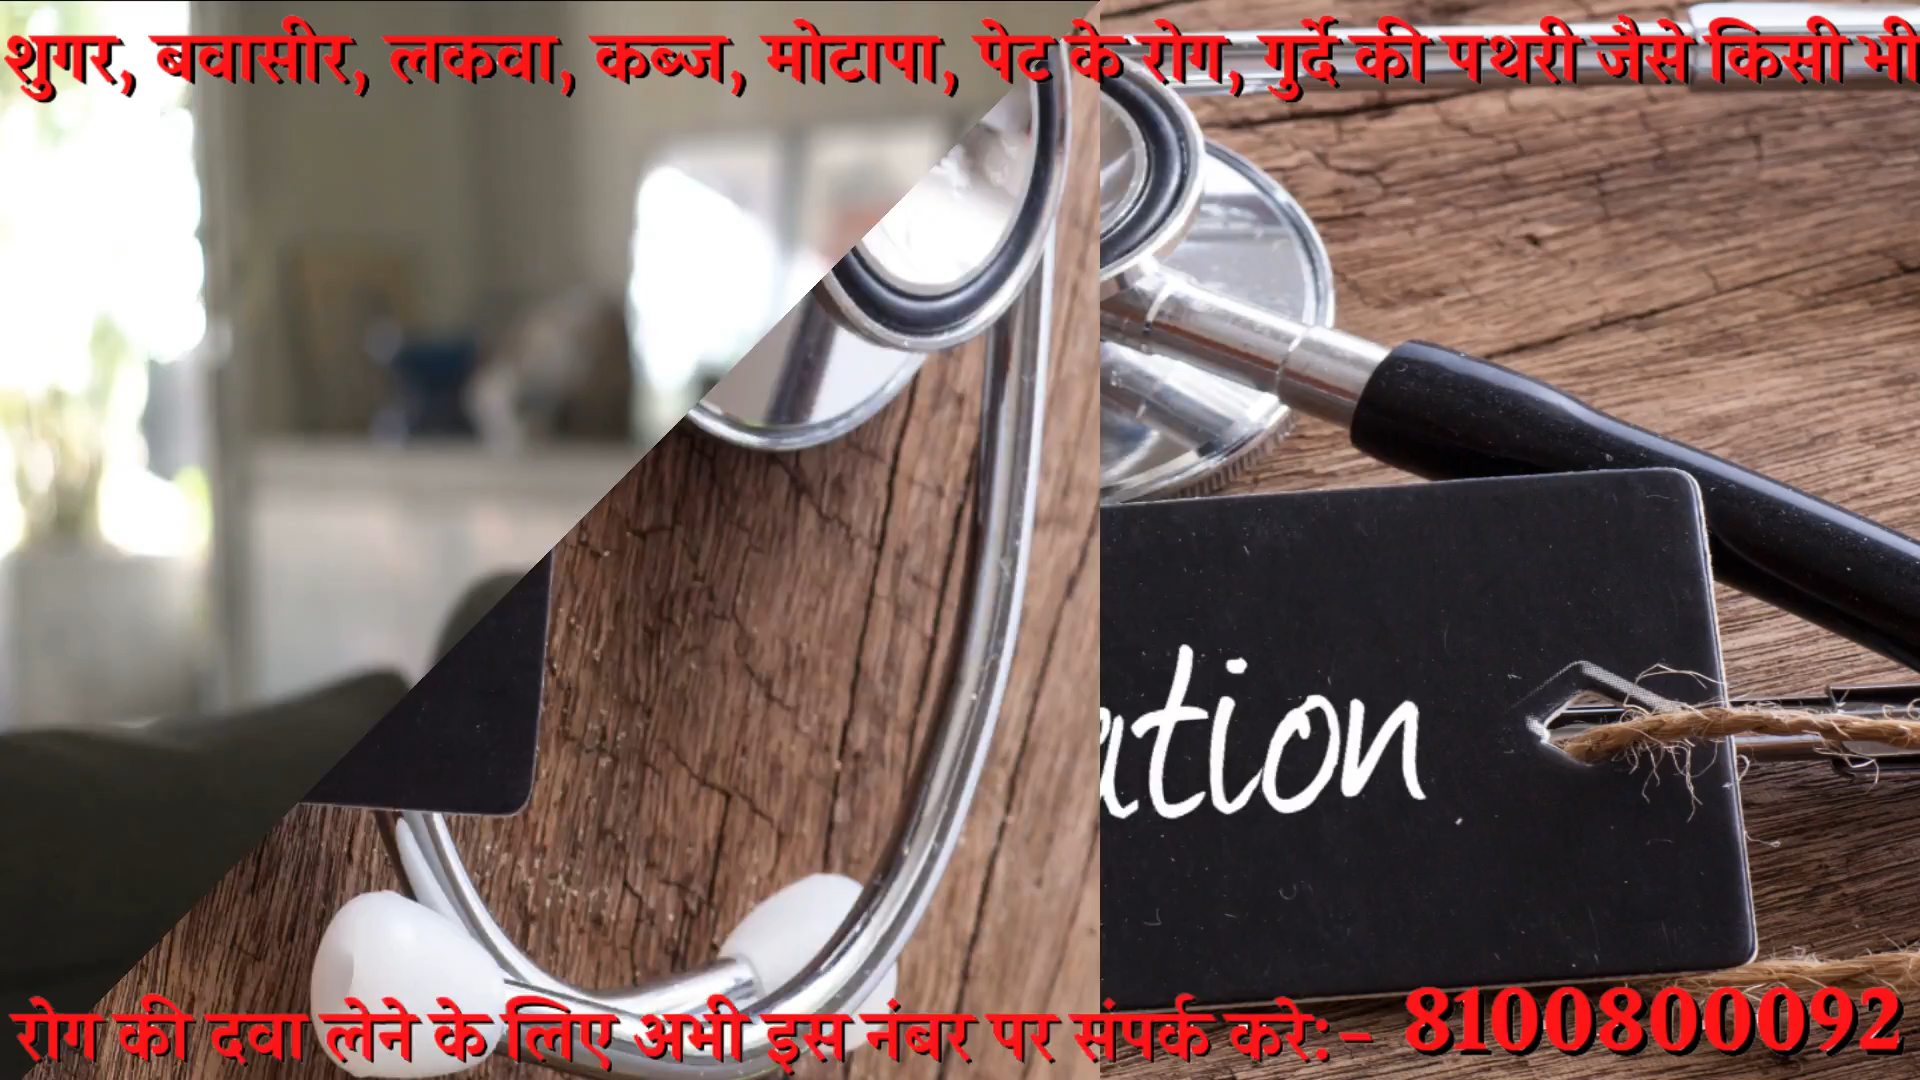 शुगर, बवासीर, लकवा, कब्ज, मोटापा, पेट के रोग, गुर्दे की पथरी जैसे किसी भी
ation
रोग की दवा लेने के लिए अभी इस नंबर पर संपर्क करे:- 8100800092